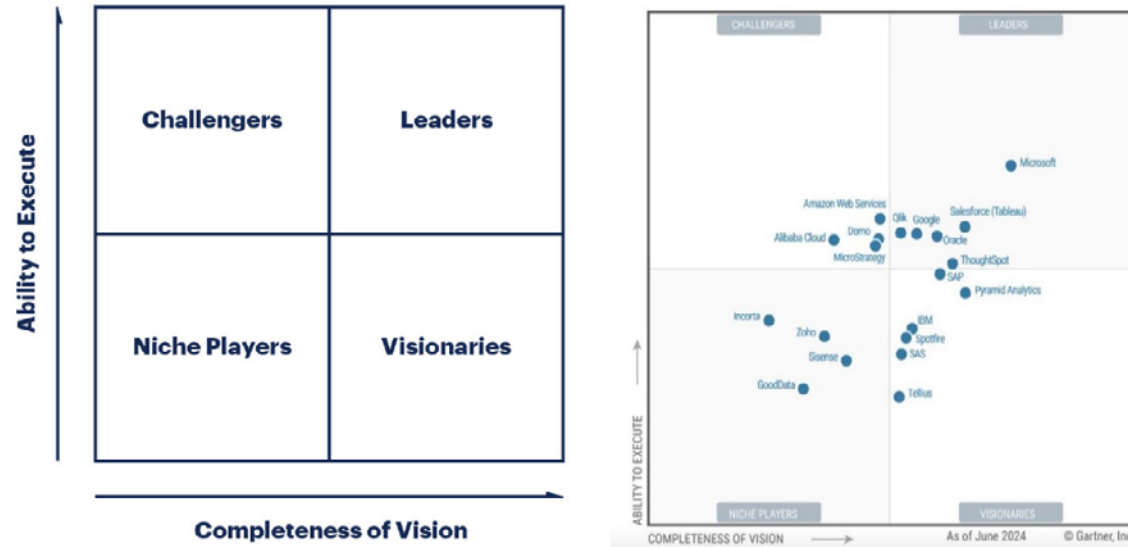 Ability to Execute
Challengers
Leaders
Niche Players
Visionaries
Completeness of Vision
CHALLENGERS
LEADERS
Microsoft
Amazon Web Services
Qlik
Google
Salesforce (Tableau)
Alibaba Cloud
Domo
Oracle
MicroStrategy
ThoughtSpot
SAP
Pyramid Analytics
Incorta
Zoho
IBM
Spotfire
Sisense
SAS
GoodData
Tellius
ABILITY TO EXECUTE
NICHE PLAYERS
VISIONARIES
COMPLETENESS OF VISION
As of June 2024
© Gartner, Inc